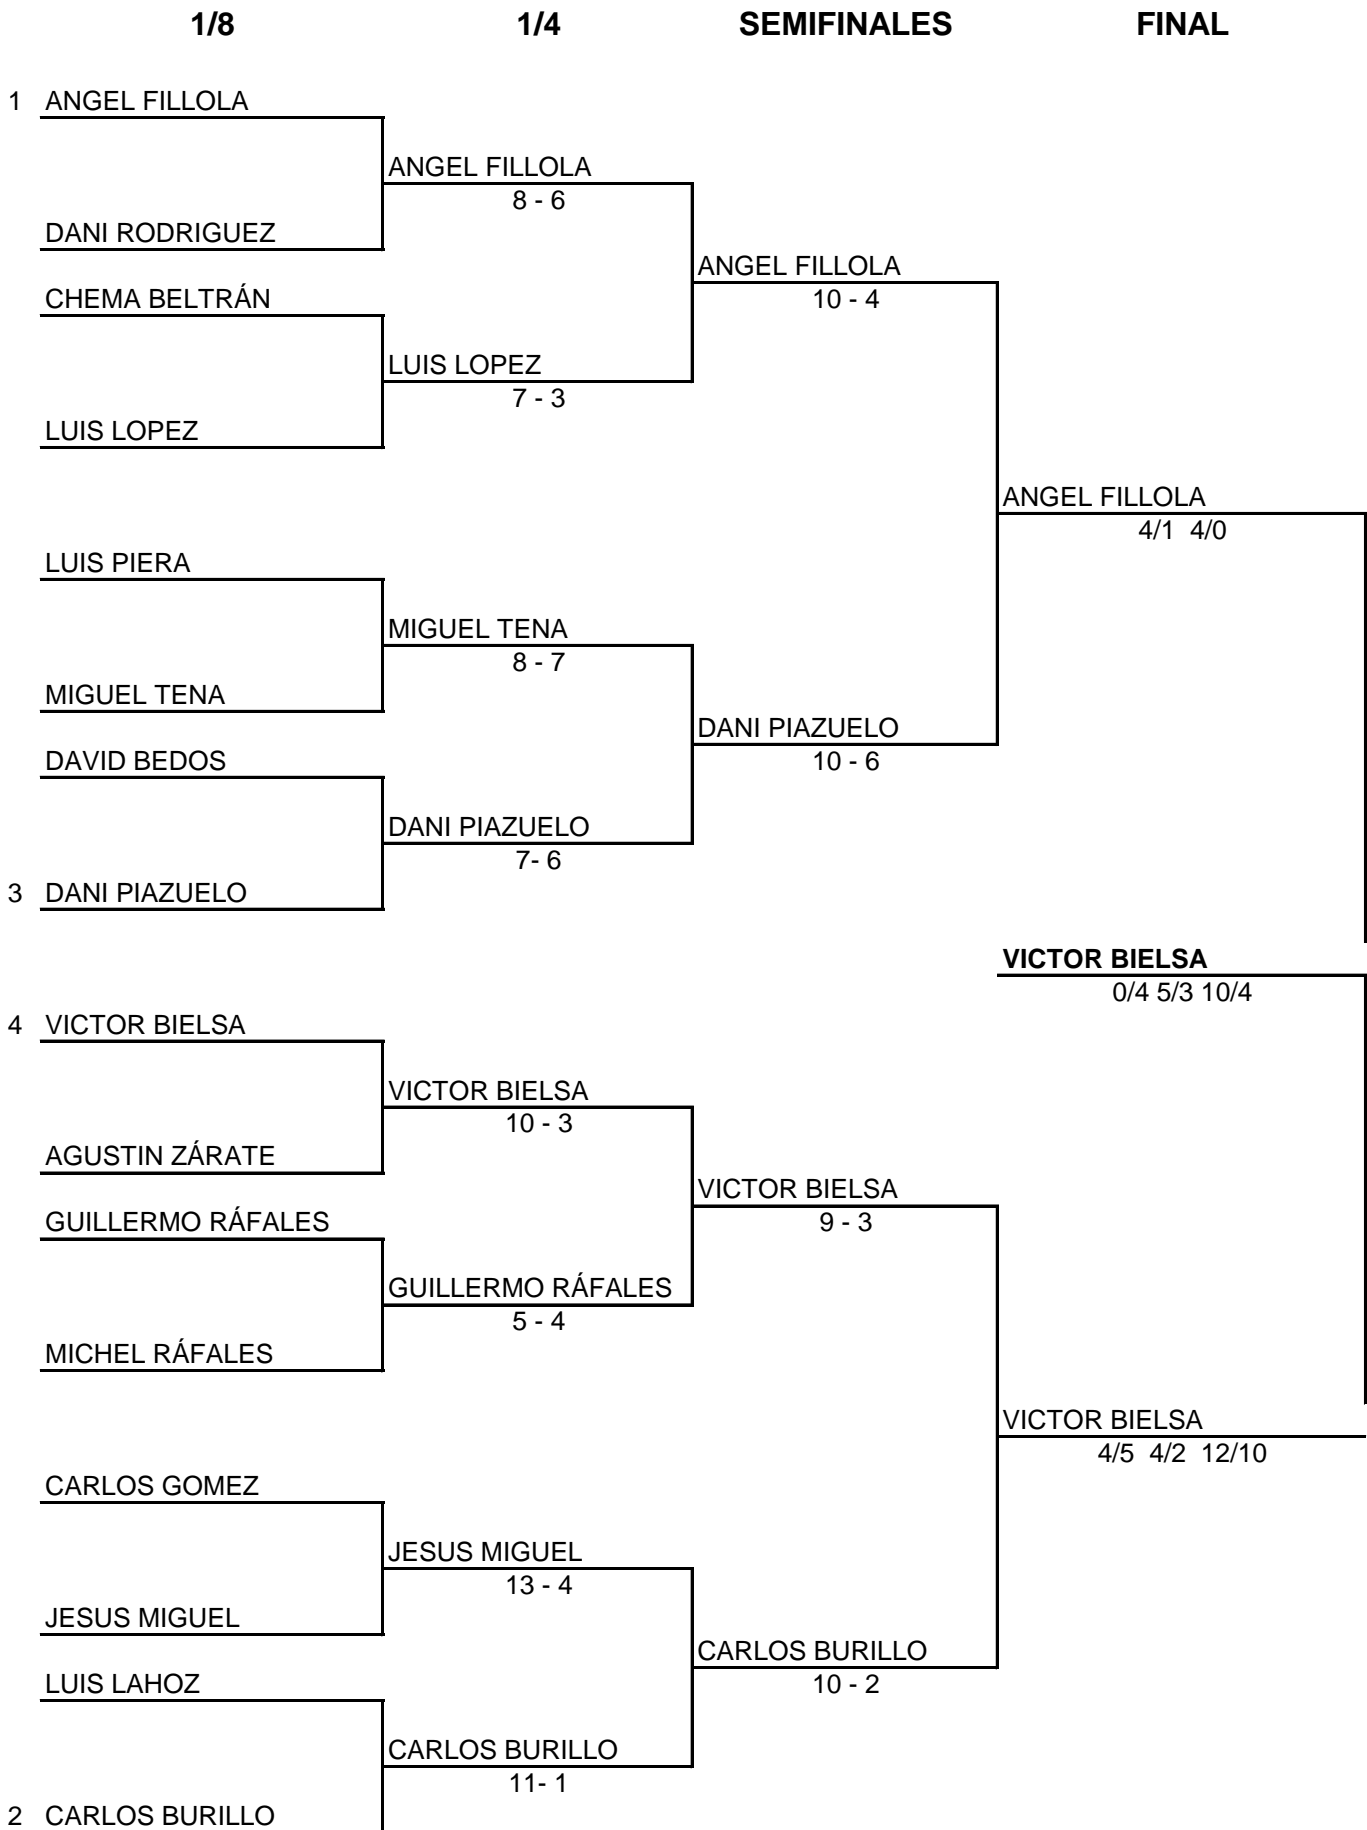 1/8 1/4 SEMIFINALES FINAL
1 ANGEL FILLOLA
ANGEL FILLOLA
8 - 6
DANI RODRIGUEZ
ANGEL FILLOLA
CHEMA BELTRÁN
10 - 4
LUIS LOPEZ
7 - 3
LUIS LOPEZ
ANGEL FILLOLA
4/1 4/0
LUIS PIERA
MIGUEL TENA
8 - 7
MIGUEL TENA
DANI PIAZUELO
DAVID BEDOS
10 - 6
DANI PIAZUELO
7- 6
3 DANI PIAZUELO
VICTOR BIELSA
0/4 5/3 10/4
4 VICTOR BIELSA
VICTOR BIELSA
10 - 3
AGUSTIN ZÁRATE
VICTOR BIELSA
GUILLERMO RÁFALES
9 - 3
GUILLERMO RÁFALES
5 - 4
MICHEL RÁFALES
VICTOR BIELSA
4/5 4/2 12/10
CARLOS GOMEZ
JESUS MIGUEL
13 - 4
JESUS MIGUEL
CARLOS BURILLO
LUIS LAHOZ
10 - 2
CARLOS BURILLO
11- 1
2 CARLOS BURILLO